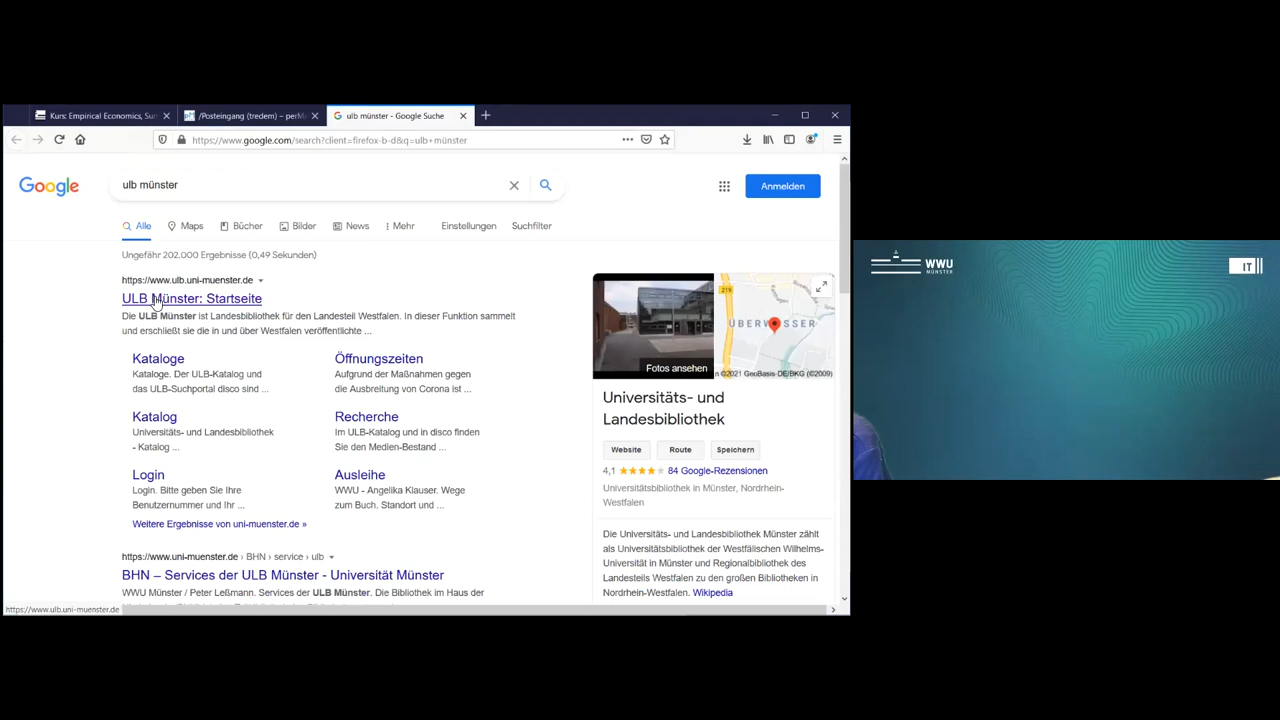 Kurs: Empirical Economics, Su
/Posteingang (tredem) – perM
ulb münster - Google Suche
https://www.google.com/search?client=firefox-b-d&q=ulb+münster
Google
ulb münster
Anmelden
Alle
Maps
Bücher
Bilder
News
Mehr
Einstellungen
Suchfilter
Ungefähr 202.000 Ergebnisse (0,49 Sekunden)
https://www.ulb.uni-muenster.de
ULB Münster: Startseite
Die ULB Münster ist Landesbibliothek für den Landesteil Westfalen. In dieser Funktion sammelt
und erschließt sie die in und über Westfalen veröffentlichte ...
Kataloge
Kataloge. Der ULB-Katalog und
das ULB-Suchportal disco sind ...
Öffnungszeiten
Aufgrund der Maßnahmen gegen
die Ausbreitung von Corona ist ...
Katalog
Universitäts- und Landesbibliothek
- Katalog ...
Recherche
Im ULB-Katalog und in disco finden
Sie den Medien-Bestand ...
Login
Login. Bitte geben Sie Ihre
Benutzernummer und Ihr ...
Ausleihe
WWU - Angelika Klauser. Wege
zum Buch. Standort und ...
Weitere Ergebnisse von uni-muenster.de »
https://www.uni-muenster.de › BHN › service › ulb
BHN – Services der ULB Münster - Universität Münster
WWU Münster / Peter Leßmann. Services der ULB Münster. Die Bibliothek im Haus der
https://www.ulb.uni-muenster.de
Fotos ansehen
219
ÜBERWASSER
©2021 GeoBasis-DE/BKG (©2009)
Universitäts- und
Landesbibliothek
Website
Route
Speichern
4,1 84 Google-Rezensionen
Universitätsbibliothek in Münster, Nordrhein-
Westfalen
Die Universitäts- und Landesbibliothek Münster zählt
als Universitätsbibliothek der Westfälischen Wilhelms-
Universität in Münster und Regionalbibliothek des
Landesteils Westfalen zu den großen Bibliotheken in
Nordrhein-Westfalen. Wikipedia
WWU
MÜNSTER
IT